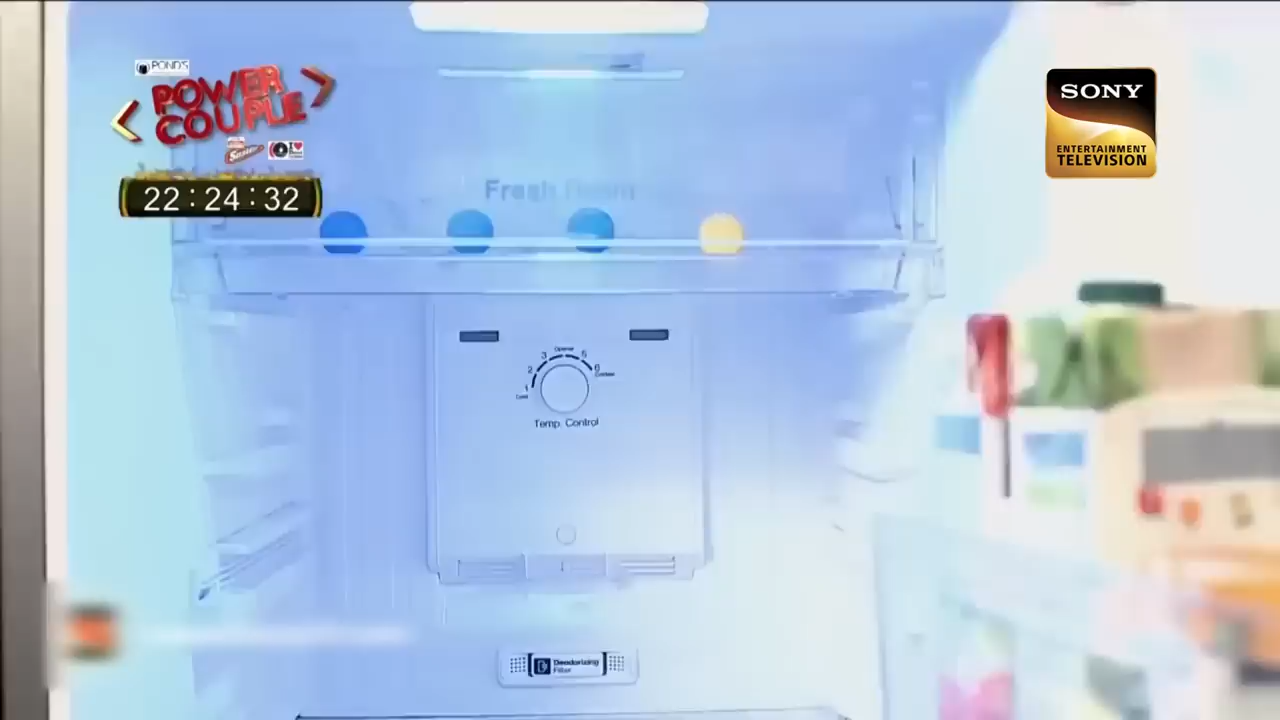 POND'S
POWER
COUPLE
22:24:32
SONY
ENTERTAINMENT
TELEVISION
Fresh Room
1
2
3
5
6
Temp. Control
Deodorizing
Filter